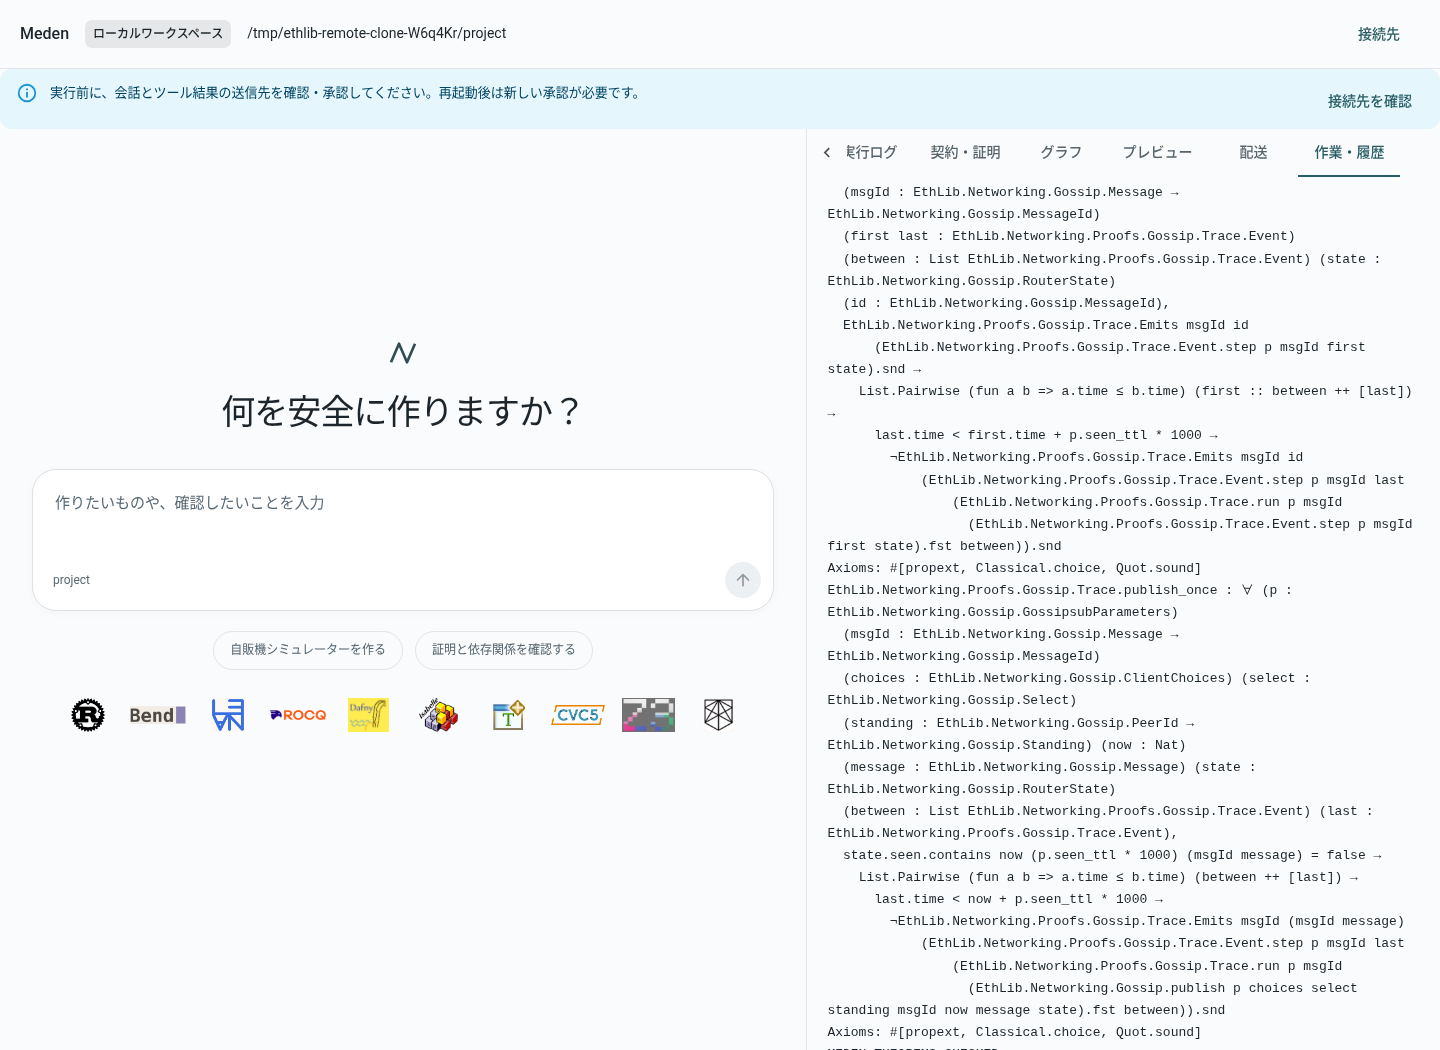 Meden ローカルワークスペース /tmp/ethlib-remote-clone-W6q4Kr/project 接続先
実行前に、会話とツール結果の送信先を確認・承認してください。再起動後は新しい承認が必要です。
接続先を確認
何を安全に作りますか？
作りたいものや、確認したいことを入力
project
自販機シミュレーターを作る 証明と依存関係を確認する
R Bend LEAN ROCQ Dafny Isabelle T CVC5
実行ログ 契約・証明 グラフ プレビュー 配送 作業・履歴
(msgId : EthLib.Networking.Gossip.Message →
EthLib.Networking.Gossip.MessageId)
(first last : EthLib.Networking.Proofs.Gossip.Trace.Event)
(between : List EthLib.Networking.Proofs.Gossip.Trace.Event) (state :
EthLib.Networking.Gossip.RouterState)
(id : EthLib.Networking.Gossip.MessageId),
EthLib.Networking.Proofs.Gossip.Trace.Emits msgId id
(EthLib.Networking.Proofs.Gossip.Trace.Event.step p msgId first
state).snd →
List.Pairwise (fun a b => a.time ≤ b.time) (first :: between ++ [last])
→
last.time < first.time + p.seen_ttl * 1000 →
¬EthLib.Networking.Proofs.Gossip.Trace.Emits msgId id
(EthLib.Networking.Proofs.Gossip.Trace.Event.step p msgId last
(EthLib.Networking.Proofs.Gossip.Trace.run p msgId
(EthLib.Networking.Proofs.Gossip.Trace.Event.step p msgId
first state).fst between)).snd
Axioms: #[propext, Classical.choice, Quot.sound]
EthLib.Networking.Proofs.Gossip.Trace.publish_once : ∀ (p :
EthLib.Networking.Gossip.GossipsubParameters)
(msgId : EthLib.Networking.Gossip.Message →
EthLib.Networking.Gossip.MessageId)
(choices : EthLib.Networking.Gossip.ClientChoices) (select :
EthLib.Networking.Gossip.Select)
(standing : EthLib.Networking.Gossip.PeerId →
EthLib.Networking.Gossip.Standing) (now : Nat)
(message : EthLib.Networking.Gossip.Message) (state :
EthLib.Networking.Gossip.RouterState)
(between : List EthLib.Networking.Proofs.Gossip.Trace.Event) (last :
EthLib.Networking.Proofs.Gossip.Trace.Event),
state.seen.contains now (p.seen_ttl * 1000) (msgId message) = false →
List.Pairwise (fun a b => a.time ≤ b.time) (between ++ [last]) →
last.time < now + p.seen_ttl * 1000 →
¬EthLib.Networking.Proofs.Gossip.Trace.Emits msgId (msgId message)
(EthLib.Networking.Proofs.Gossip.Trace.Event.step p msgId last
(EthLib.Networking.Proofs.Gossip.Trace.run p msgId
(EthLib.Networking.Gossip.publish p choices select
standing msgId now message state).fst between)).snd
Axioms: #[propext, Classical.choice, Quot.sound]